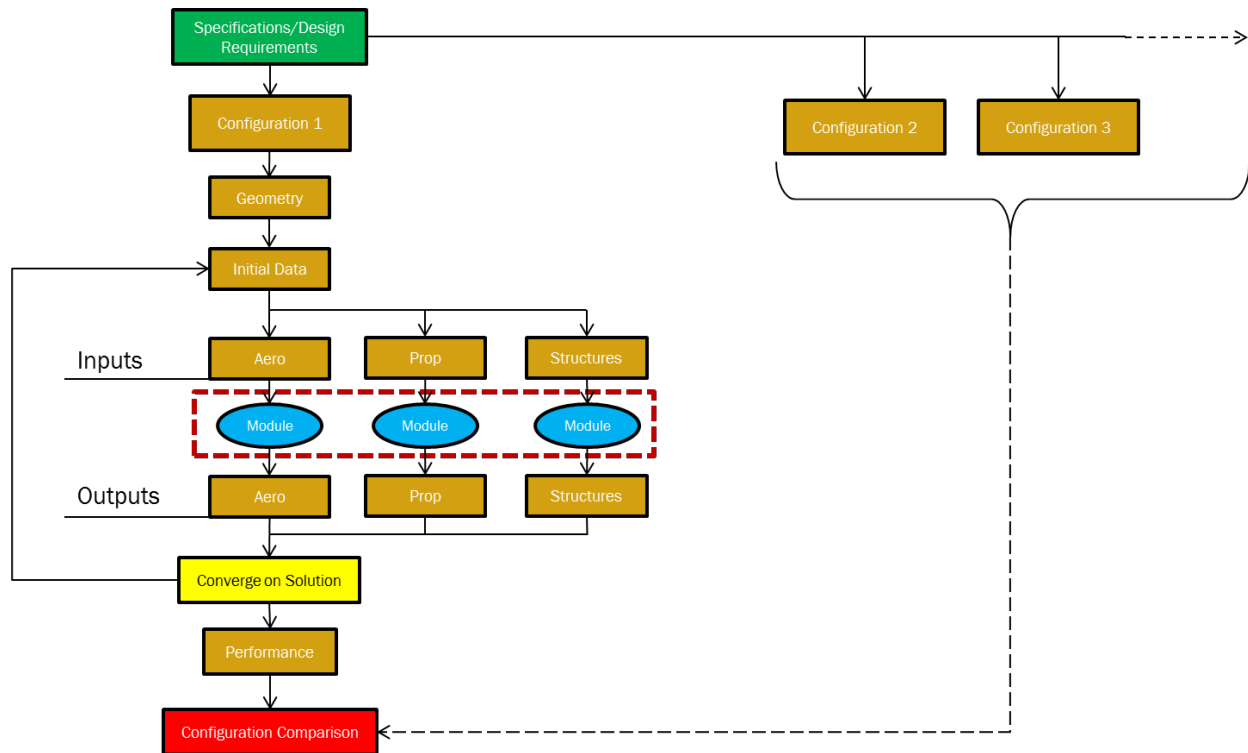 Specifications/Design
Requirements
Configuration 1
Configuration 2
Configuration 3
Geometry
Initial Data
Inputs
Aero
Prop
Structures
Module
Module
Module
Outputs
Aero
Prop
Structures
Converge on Solution
Performance
Configuration Comparison